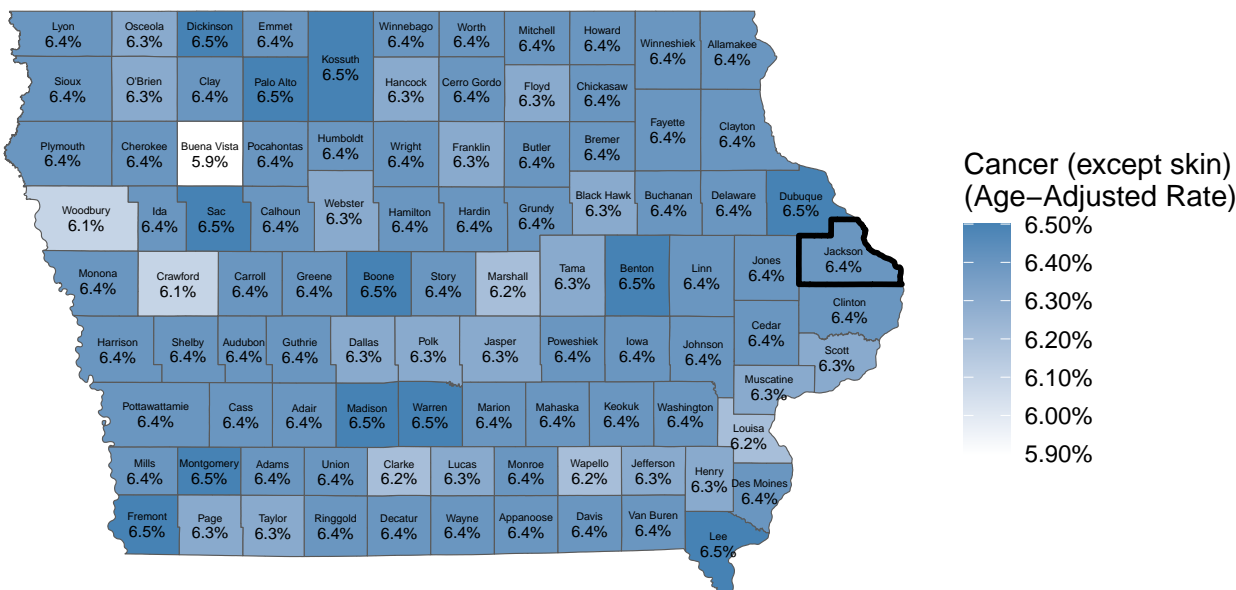 Lyon
6.4%
Osceola
6.3%
Dickinson
6.5%
Emmet
6.4%
Kossuth
6.5%
Winnebago
6.4%
Worth
6.4%
Mitchell
6.4%
Howard
6.4%
Winneshiek
6.4%
Allamakee
6.4%
Sioux
6.4%
O'Brien
6.3%
Clay
6.4%
Palo Alto
6.5%
Hancock
6.3%
Cerro Gordo
6.4%
Floyd
6.3%
Chickasaw
6.4%
Fayette
6.4%
Clayton
6.4%
Plymouth
6.4%
Cherokee
6.4%
Buena Vista
5.9%
Pocahontas
6.4%
Humboldt
6.4%
Wright
6.4%
Franklin
6.3%
Butler
6.4%
Bremer
6.4%
Woodbury
6.1%
Ida
6.4%
Sac
6.5%
Calhoun
6.4%
Webster
6.3%
Hamilton
6.4%
Hardin
6.4%
Grundy
6.4%
Black Hawk
6.3%
Buchanan
6.4%
Delaware
6.4%
Dubuque
6.5%
Monona
6.4%
Crawford
6.1%
Carroll
6.4%
Greene
6.4%
Boone
6.5%
Story
6.4%
Marshall
6.2%
Tama
6.3%
Benton
6.5%
Linn
6.4%
Jones
6.4%
Jackson
6.4%
Clinton
6.4%
Harrison
6.4%
Shelby
6.4%
Audubon
6.4%
Guthrie
6.4%
Dallas
6.3%
Polk
6.3%
Jasper
6.3%
Poweshiek
6.4%
Iowa
6.4%
Johnson
6.4%
Cedar
6.4%
Scott
6.3%
Muscatine
6.3%
Pottawattamie
6.4%
Cass
6.4%
Adair
6.4%
Madison
6.5%
Warren
6.5%
Marion
6.4%
Mahaska
6.4%
Keokuk
6.4%
Washington
6.4%
Louisa
6.2%
Mills
6.4%
Montgomery
6.5%
Adams
6.4%
Union
6.4%
Clarke
6.2%
Lucas
6.3%
Monroe
6.4%
Wapello
6.2%
Jefferson
6.3%
Henry
6.3%
Des Moines
6.4%
Fremont
6.5%
Page
6.3%
Taylor
6.3%
Ringgold
6.4%
Decatur
6.4%
Wayne
6.4%
Appanoose
6.4%
Davis
6.4%
Van Buren
6.4%
Lee
6.5%
Cancer (except skin)
(Age−Adjusted Rate)
6.50%
6.40%
6.30%
6.20%
6.10%
6.00%
5.90%